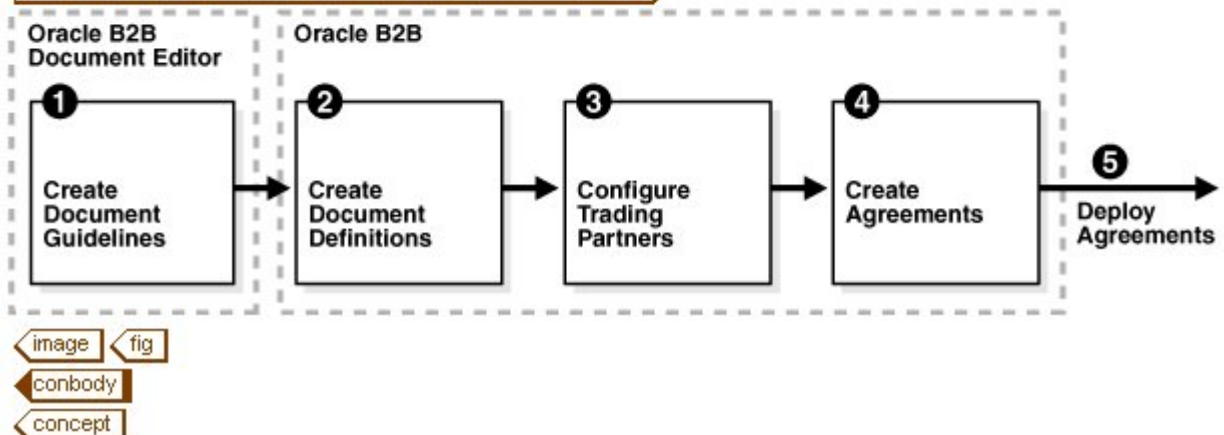 Oracle B2B
Document Editor
Oracle B2B
1
Create
Document
Guidelines
2
Create
Document
Definitions
3
Configure
Trading
Partners
4
Create
Agreements
5
Deploy
Agreements
image fig
conbody
concept